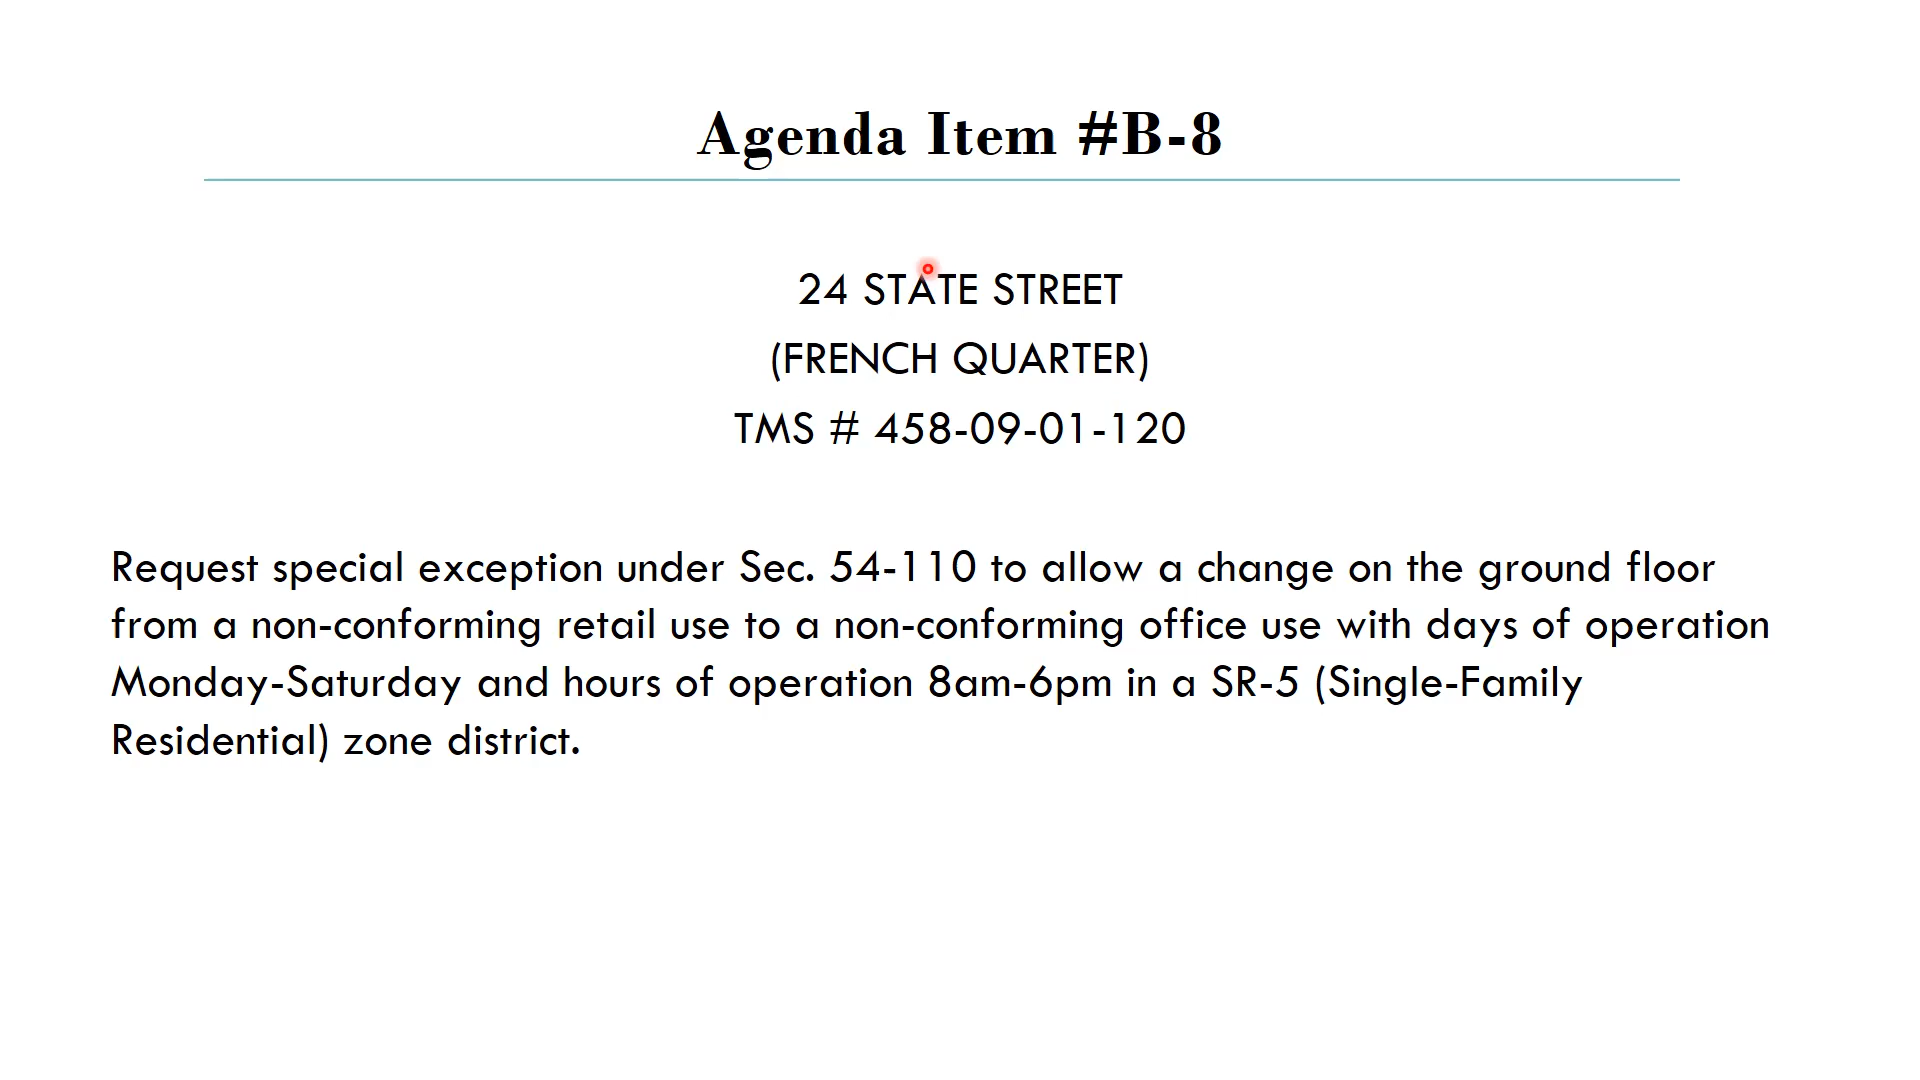 Agenda Item #B-8
24 STATE STREET
(FRENCH QUARTER)
TMS # 458-09-01-120
Request special exception under Sec. 54-110 to allow a change on the ground floor
from a non-conforming retail use to a non-conforming office use with days of operation
Monday-Saturday and hours of operation 8am-6pm in a SR-5 (Single-Family
Residential) zone district.